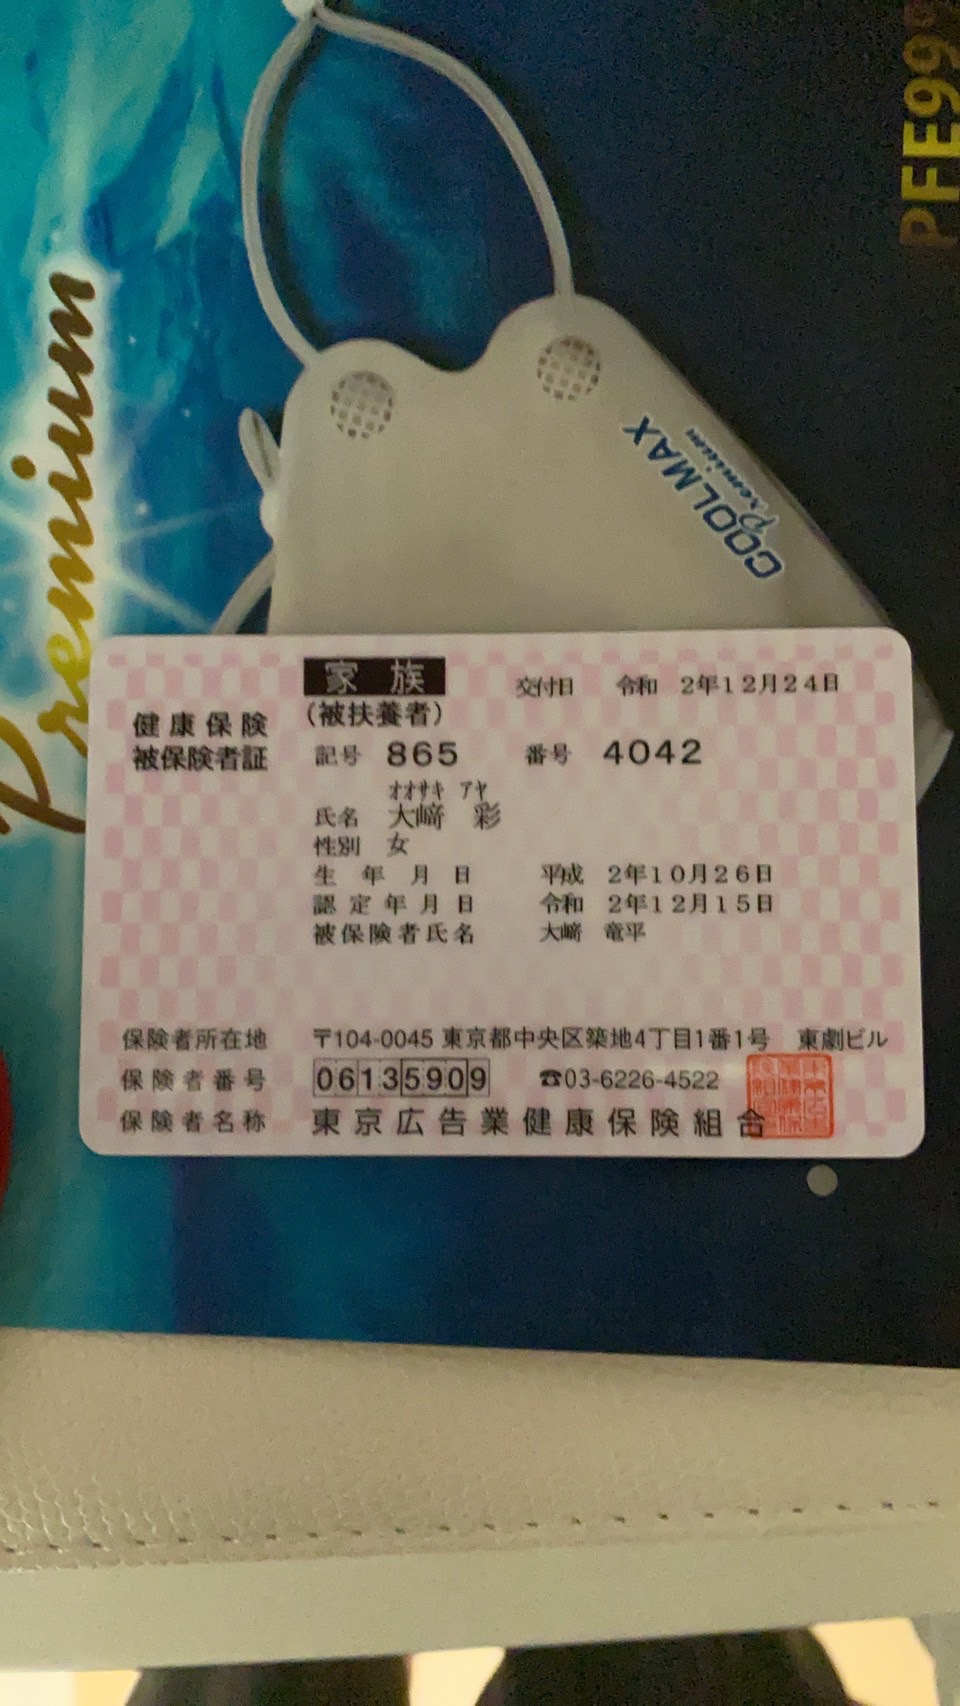 PFE99%
Premium
COOLMAX
Premium
家族
(被扶養者)
交付日 令和 2年12月24日
健康保険
被保険者証
記号 865 番号 4042
オオサキ アヤ
氏名 大﨑 彩
性別 女
生年月日 平成 2年10月26日
認定年月日 令和 2年12月15日
被保険者氏名 大﨑 竜平
保険者所在地 〒104-0045 東京都中央区築地4丁目1番1号 東劇ビル
保険者番号 06135909 ☎03-6226-4522
保険者名称 東京広告業健康保険組合